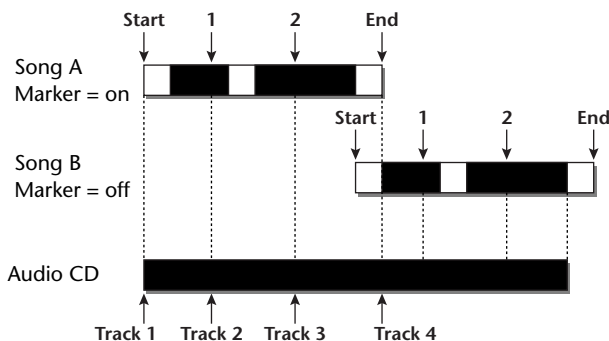 Start 1 2 End
Song A
Marker = on
Start 1 2 End
Song B
Marker = off
Audio CD
Track 1 Track 2 Track 3 Track 4